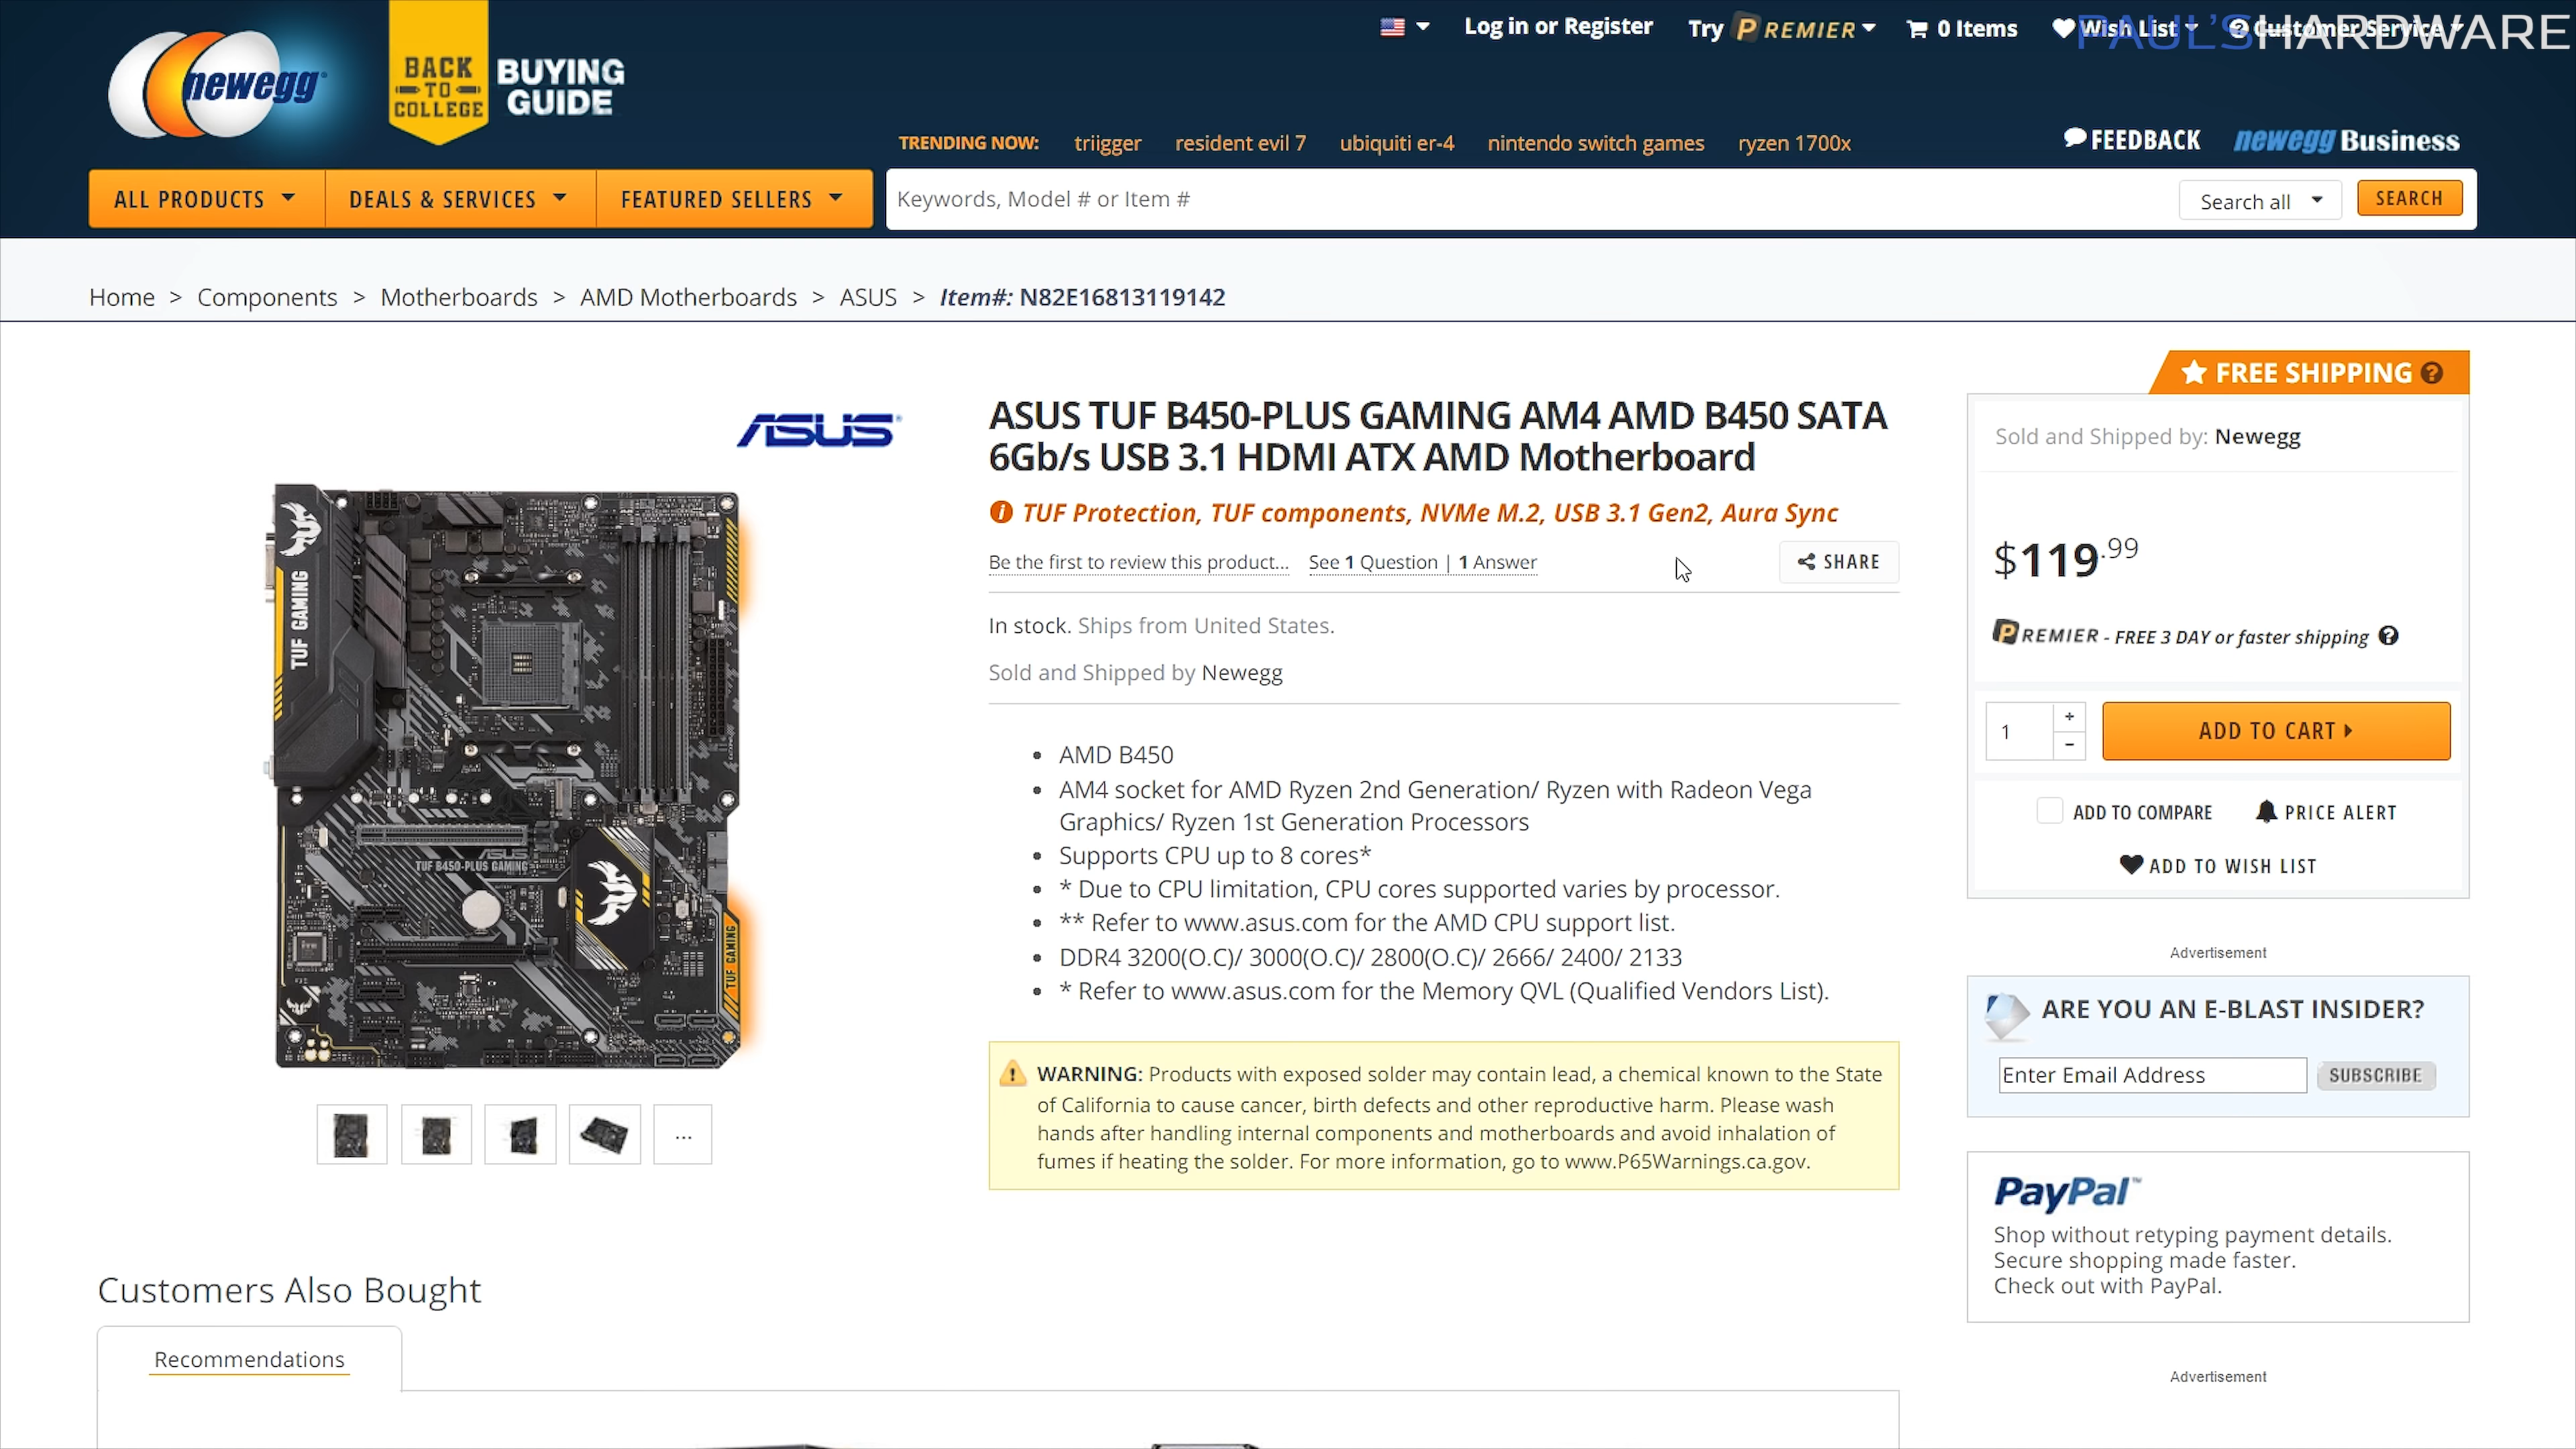 Log in or Register
Try PREMIER
0 Items
Wish List
Customer Service
PAUL'S HARDWARE
newegg
BACK TO COLLEGE
BUYING GUIDE
TRENDING NOW: triigger resident evil 7 ubiquiti er-4 nintendo switch games ryzen 1700x
FEEDBACK
newegg Business
ALL PRODUCTS
DEALS & SERVICES
FEATURED SELLERS
Keywords, Model # or Item #
Search all
SEARCH
Home > Components > Motherboards > AMD Motherboards > ASUS > Item#: N82E16813119142
FREE SHIPPING ?
ASUS
TUF GAMING
ASUS
TUF B450-PLUS GAMING
TUF GAMING
...
ASUS TUF B450-PLUS GAMING AM4 AMD B450 SATA
6Gb/s USB 3.1 HDMI ATX AMD Motherboard
TUF Protection, TUF components, NVMe M.2, USB 3.1 Gen2, Aura Sync
Be the first to review this product... See 1 Question | 1 Answer
SHARE
In stock. Ships from United States.
Sold and Shipped by Newegg
• AMD B450
• AM4 socket for AMD Ryzen 2nd Generation/ Ryzen with Radeon Vega
Graphics/ Ryzen 1st Generation Processors
• Supports CPU up to 8 cores*
• * Due to CPU limitation, CPU cores supported varies by processor.
• ** Refer to www.asus.com for the AMD CPU support list.
• DDR4 3200(O.C)/ 3000(O.C)/ 2800(O.C)/ 2666/ 2400/ 2133
• * Refer to www.asus.com for the Memory QVL (Qualified Vendors List).
WARNING: Products with exposed solder may contain lead, a chemical known to the State
of California to cause cancer, birth defects and other reproductive harm. Please wash
hands after handling internal components and motherboards and avoid inhalation of
fumes if heating the solder. For more information, go to www.P65Warnings.ca.gov.
Sold and Shipped by: Newegg
$119.99
PREMIER - FREE 3 DAY or faster shipping ?
1
+
−
ADD TO CART
ADD TO COMPARE
PRICE ALERT
ADD TO WISH LIST
Advertisement
ARE YOU AN E-BLAST INSIDER?
Enter Email Address
SUBSCRIBE
PayPal™
Shop without retyping payment details.
Secure shopping made faster.
Check out with PayPal.
Advertisement
Customers Also Bought
Recommendations